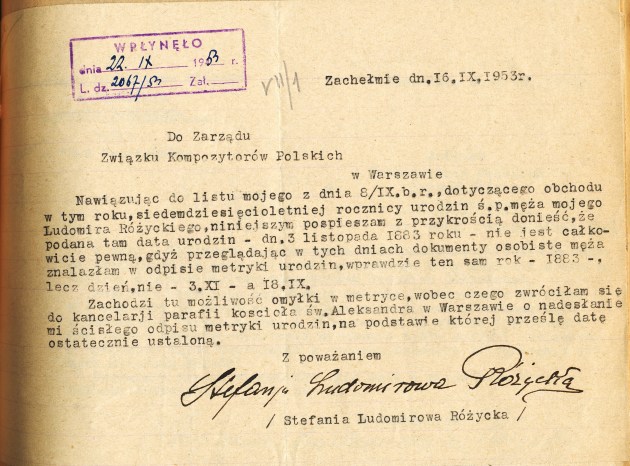 WPŁYNĘŁO
dnia 22. IX 1953 r.
L. dz. 2067/53 Zał.
VII/1
Zachełmie dn.16.IX,1953r.
Do Zarządu
Związku Kompozytorów Polskich
w Warszawie
Nawiązując do listu mojego z dnia 8/IX.b.r.,dotyczącego obchodu
w tym roku,siedemdziesięcioletniej rocznicy urodzin ś.p.męża mojego
Ludomira Różyckiego,niniejszym pospieszam z przykrością donieść,że
podana tam data urodzin - dn.3 listopada 1883 roku - nie jest całko-
wicie pewną,gdyż przeglądając w tych dniach dokumenty osobiste męża
znalazłam w odpisie metryki urodzin,wprawdzie ten sam rok - 1883 -,
lecz dzień,nie - 3.XI - a 18.IX.
Zachodzi tu możliwość omyłki w metryce,wobec czego zwróciłam się
do kancelarji parafii koscioła św.Aleksandra w Warszawie o nadesłanie
mi ścisłego odpisu metryki urodzin,na podstawie której prześlę datę
ostatecznie ustaloną.
Z poważaniem
Stefanja Ludomirowa Różycka
/ Stefania Ludomirowa Różycka /